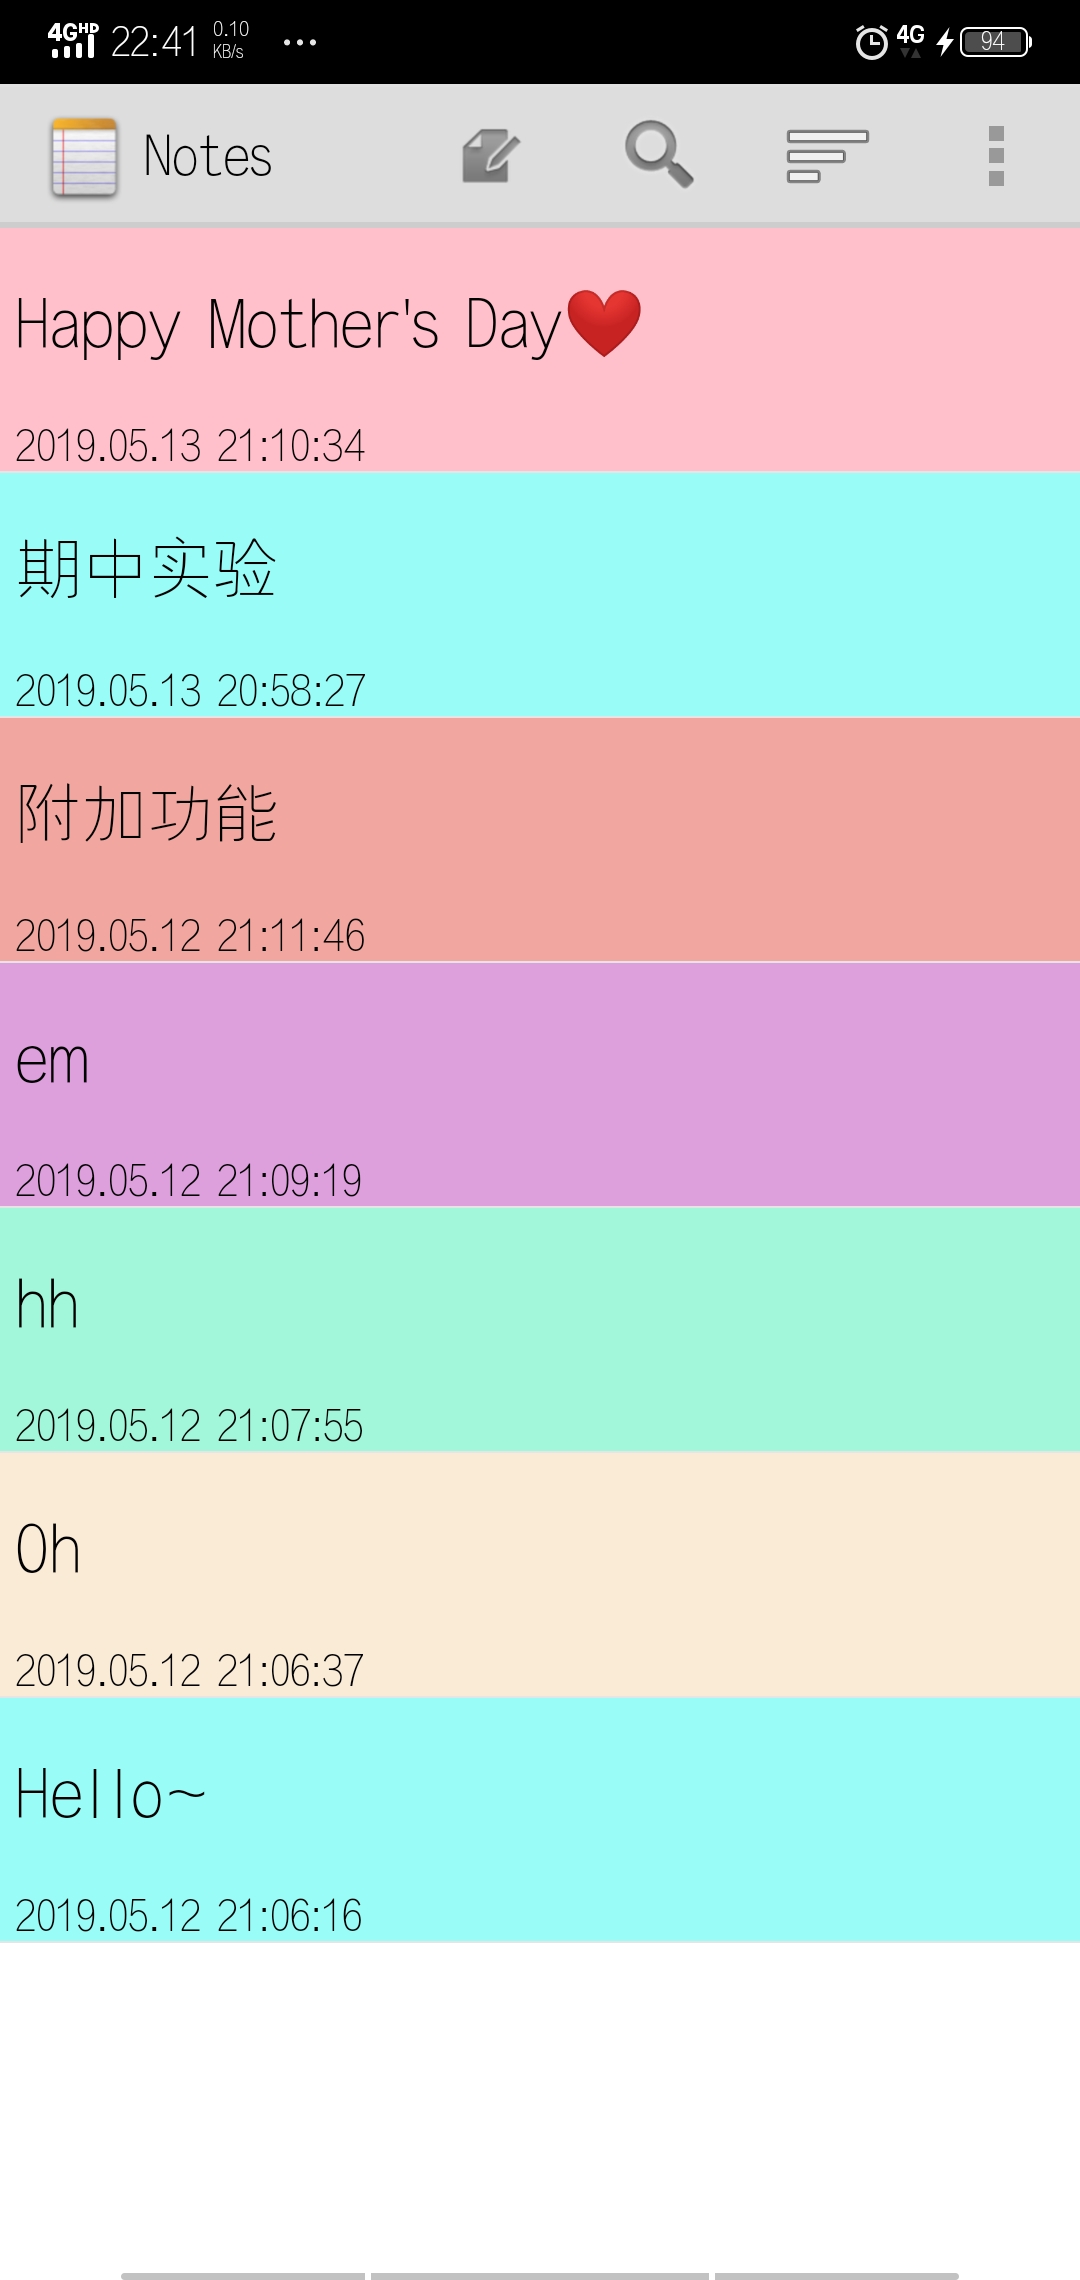 4G HD 22:41 0.10 KB/s ... 4G 94
Notes
Happy Mother's Day❤️
2019.05.13 21:10:34
期中实验
2019.05.13 20:58:27
附加功能
2019.05.12 21:11:46
em
2019.05.12 21:09:19
hh
2019.05.12 21:07:55
Oh
2019.05.12 21:06:37
Hello~
2019.05.12 21:06:16